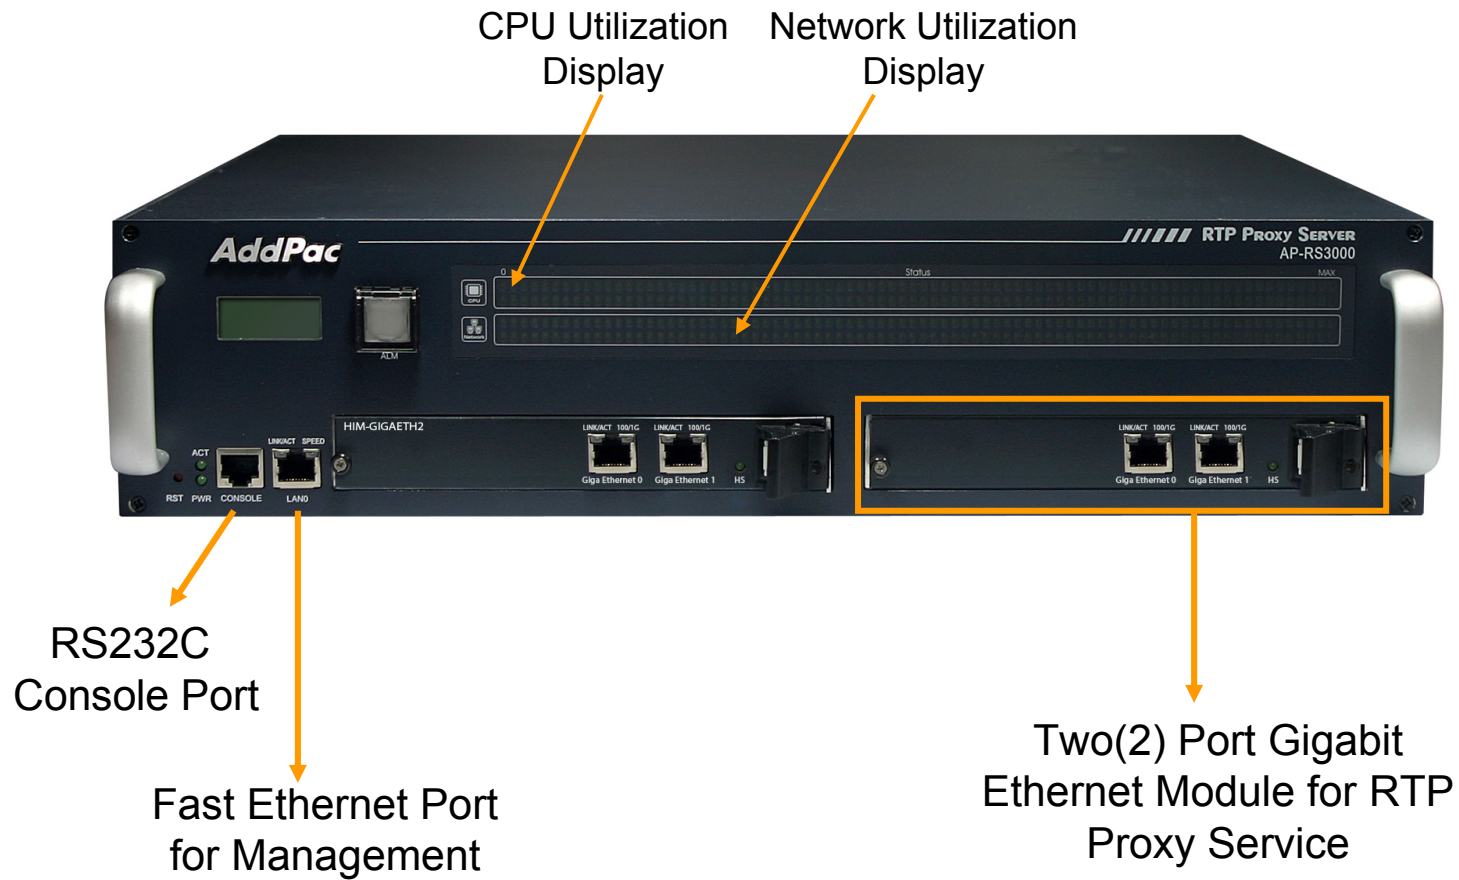 CPU Utilization
Display
Network Utilization
Display
AddPac
RTP PROXY SERVER
AP-RS3000
0
Status
MAX
CPU
Network
ALM
HIM-GIGAETH2
LINK/ACT 100/1G
LINK/ACT 100/1G
Giga Ethernet 0
Giga Ethernet 1
HS
LINK/ACT 100/1G
LINK/ACT 100/1G
Giga Ethernet 0
Giga Ethernet 1
HS
ACT
LINK/ACT SPEED
RST
PWR
CONSOLE
LAN0
RS232C
Console Port
Fast Ethernet Port
for Management
Two(2) Port Gigabit
Ethernet Module for RTP
Proxy Service